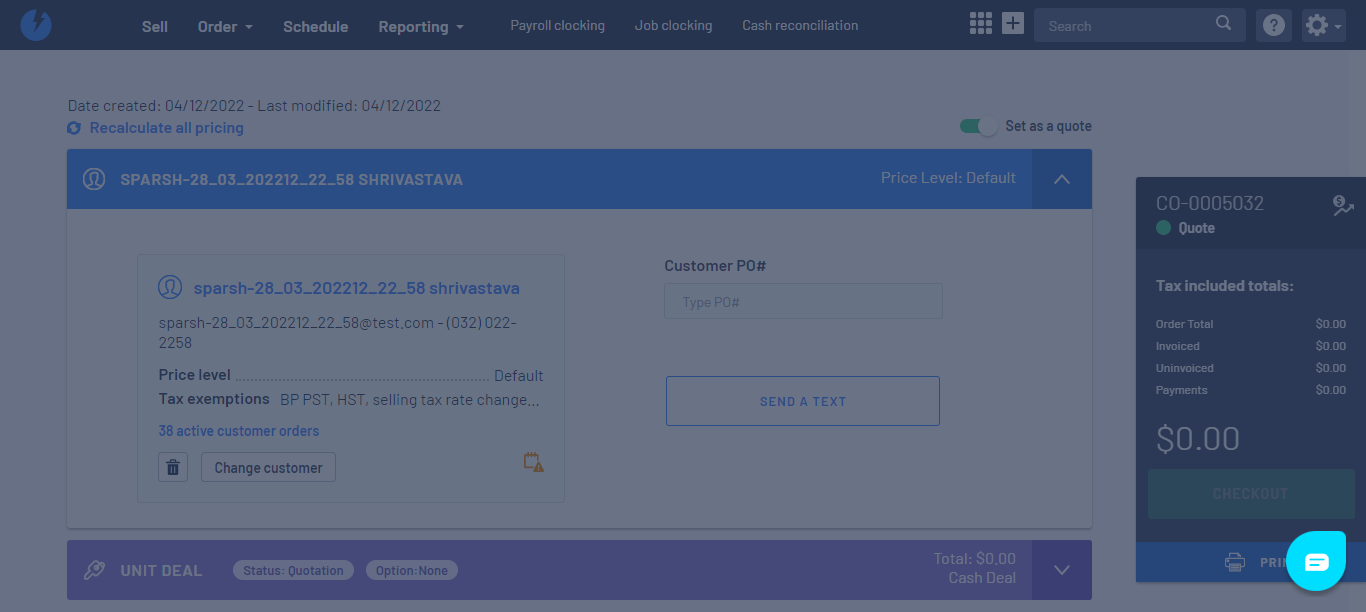 Sell Order Schedule Reporting Payroll clocking Job clocking Cash reconciliation Search
Date created: 04/12/2022 - Last modified: 04/12/2022
Recalculate all pricing
Set as a quote
SPARSH-28_03_202212_22_58 SHRIVASTAVA
Price Level: Default
sparsh-28_03_202212_22_58 shrivastava
sparsh-28_03_202212_22_58@test.com - (032) 022-
2258
Price level Default
Tax exemptions BP PST, HST, selling tax rate change...
38 active customer orders
Change customer
Customer PO#
Type PO#
SEND A TEXT
UNIT DEAL Status: Quotation Option:None
Total: $0.00
Cash Deal
CO-0005032
Quote
Tax included totals:
Order Total $0.00
Invoiced $0.00
Uninvoiced $0.00
Payments $0.00
$0.00
CHECKOUT